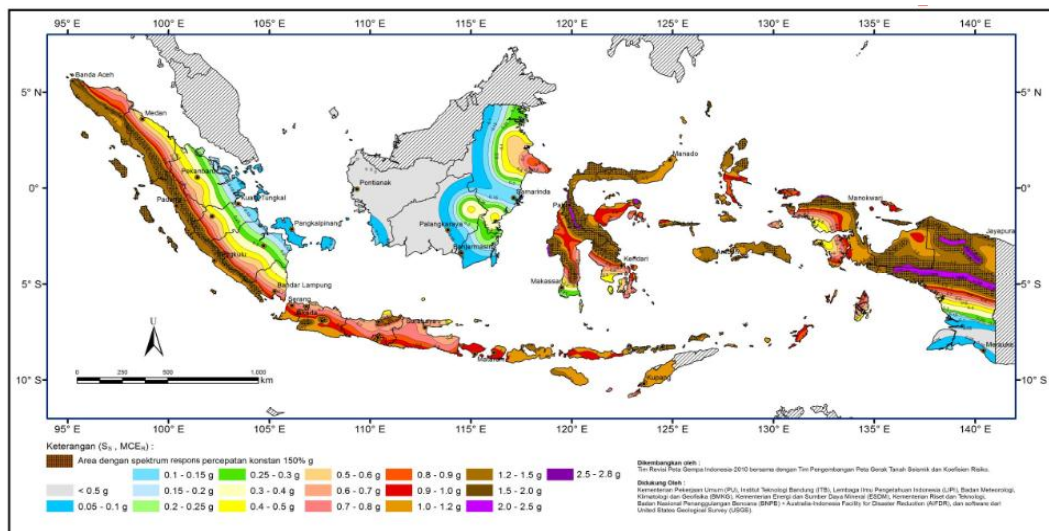 95° E 100° E 105° E 110° E 115° E 120° E 125° E 130° E 135° E 140° E
Banda Aceh
5° N 5° N
Medan
Manado
Pekanbaru
0° 0°
Pontianak
Manokwari
Padang
Kuala Tungkal
Samarinda
Palu
Pangkalpinang
Palangkaraya
Jayapura
Bengkulu
Banjarmasin
Kendari
Bandar Lampung
Makassar
5° S 5° S
Serang
Surabaya
U
Mataram
Merauke
0 250 500 1.000
km
Kupang
10° S 10° S
95° E 100° E 105° E 110° E 115° E 120° E 125° E 130° E 135° E 140° E
Keterangan (SS , MCER) :
Area dengan spektrum respons percepatan konstan 150% g
< 0.5 g 0.1 - 0.15 g 0.25 - 0.3 g 0.5 - 0.6 g 0.8 - 0.9 g 1.2 - 1.5 g 2.5 - 2.8 g
0.05 - 0.1 g 0.15 - 0.2 g 0.3 - 0.4 g 0.6 - 0.7 g 0.9 - 1.0 g 1.5 - 2.0 g
0.2 - 0.25 g 0.4 - 0.5 g 0.7 - 0.8 g 1.0 - 1.2 g 2.0 - 2.5 g
Dikembangkan oleh :
Tim Revisi Peta Gempa Indonesia-2010 bersama dengan Tim Pengembangan Peta Gerak Tanah Seismik dan Koefisien Risiko.
Didukung Oleh :
Kementerian Pekerjaan Umum (PU), Institut Teknologi Bandung (ITB), Lembaga Ilmu Pengetahuan Indonesia (LIPI), Badan Meteorologi,
Klimatologi dan Geofisika (BMKG), Kementerian Energi dan Sumber Daya Mineral (ESDM), Kementerian Riset dan Teknologi,
Badan Nasional Penanggulangan Bencana (BNPB) + Australia-Indonesia Facility for Disaster Reduction (AIFDR), dan software dari
United States Geological Survey (USGS).